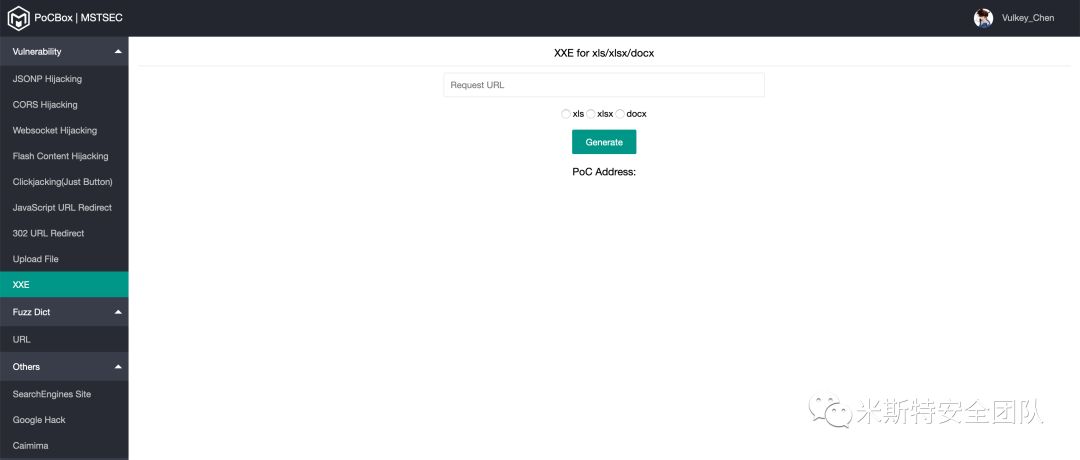 PoCBox | MSTSEC
Vulkey_Chen
Vulnerability
JSONP Hijacking
CORS Hijacking
Websocket Hijacking
Flash Content Hijacking
Clickjacking(Just Button)
JavaScript URL Redirect
302 URL Redirect
Upload File
XXE
Fuzz Dict
URL
Others
SearchEngines Site
Google Hack
Caimima
XXE for xls/xlsx/docx
Request URL
xls xlsx docx
Generate
PoC Address:
米斯特安全团队